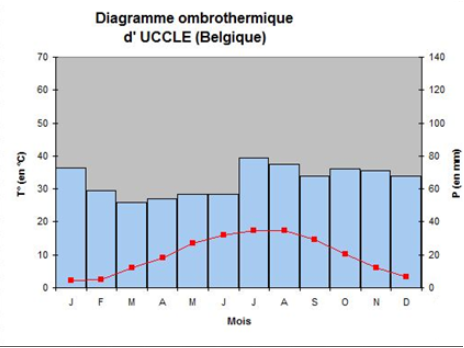 Diagramme ombrothermique
d' UCCLE (Belgique)
70
60
50
40
30
20
10
0
T° (en °C)
140
120
100
80
60
40
20
0
P (en mm)
J F M A M J J A S O N D
Mois